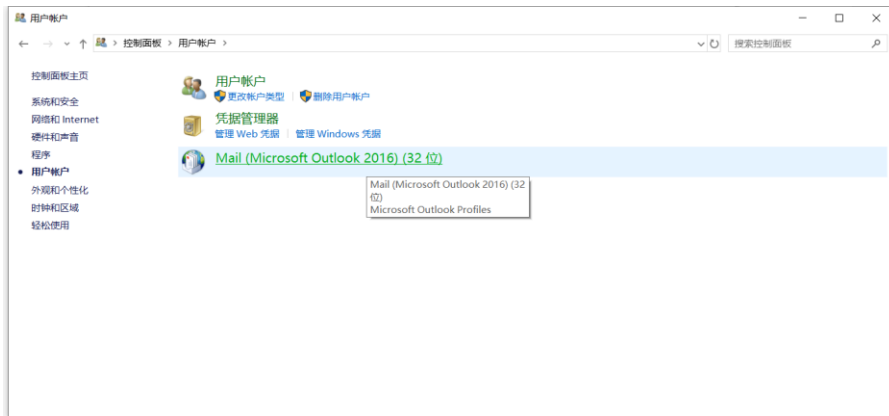 用户帐户
控制面板 > 用户帐户 >
搜索控制面板
控制面板主页
系统和安全
网络和 Internet
硬件和声音
程序
用户帐户
外观和个性化
时钟和区域
轻松使用
用户帐户
更改帐户类型 | 删除用户帐户
凭据管理器
管理 Web 凭据 | 管理 Windows 凭据
Mail (Microsoft Outlook 2016) (32 位)
Mail (Microsoft Outlook 2016) (32
位)
Microsoft Outlook Profiles